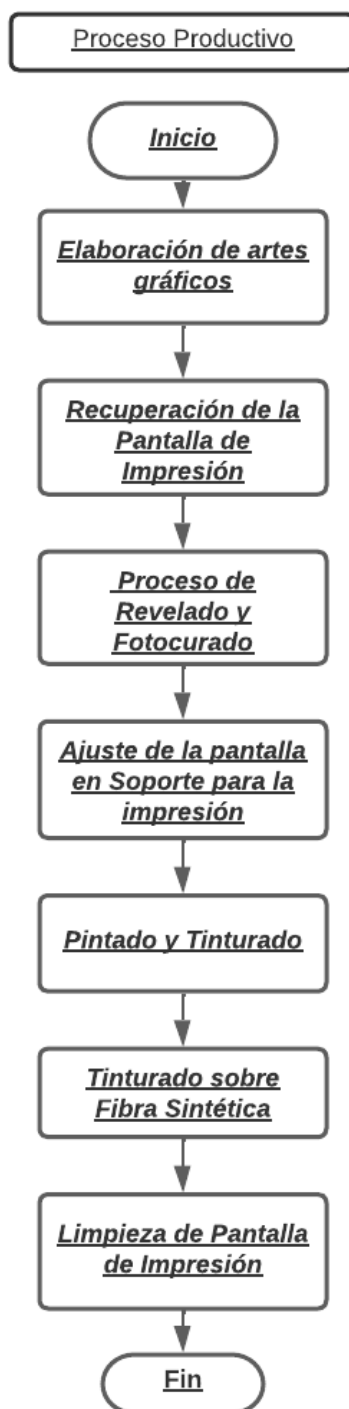 Proceso Productivo
Inicio
Elaboración de artes
gráficos
Recuperación de la
Pantalla de
Impresión
Proceso de
Revelado y
Fotocurado
Ajuste de la pantalla
en Soporte para la
impresión
Pintado y Tinturado
Tinturado sobre
Fibra Sintética
Limpieza de Pantalla
de Impresión
Fin